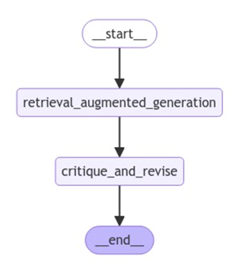 __start__
retrieval_augmented_generation
critique_and_revise
__end__